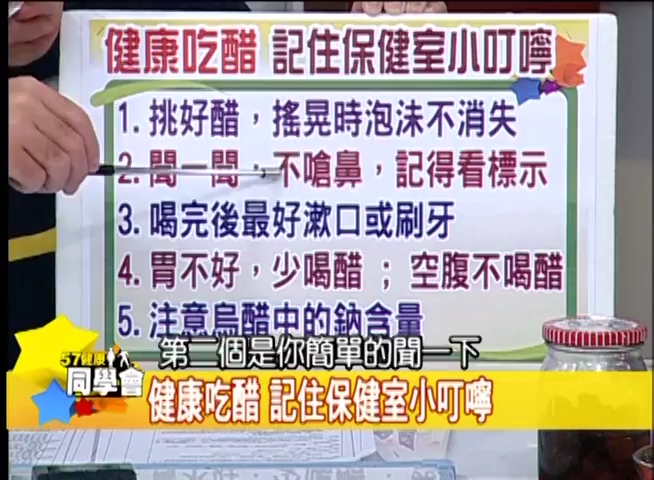 健康吃醋 記住保健室小叮嚀
1. 挑好醋，搖晃時泡沫不消失
2. 聞一聞，不嗆鼻，記得看標示
3. 喝完後最好漱口或刷牙
4. 胃不好，少喝醋；空腹不喝醋
5. 注意烏醋中的鈉含量
第二個是你簡單的聞一下
57健康
同學會
健康吃醋 記住保健室小叮嚀